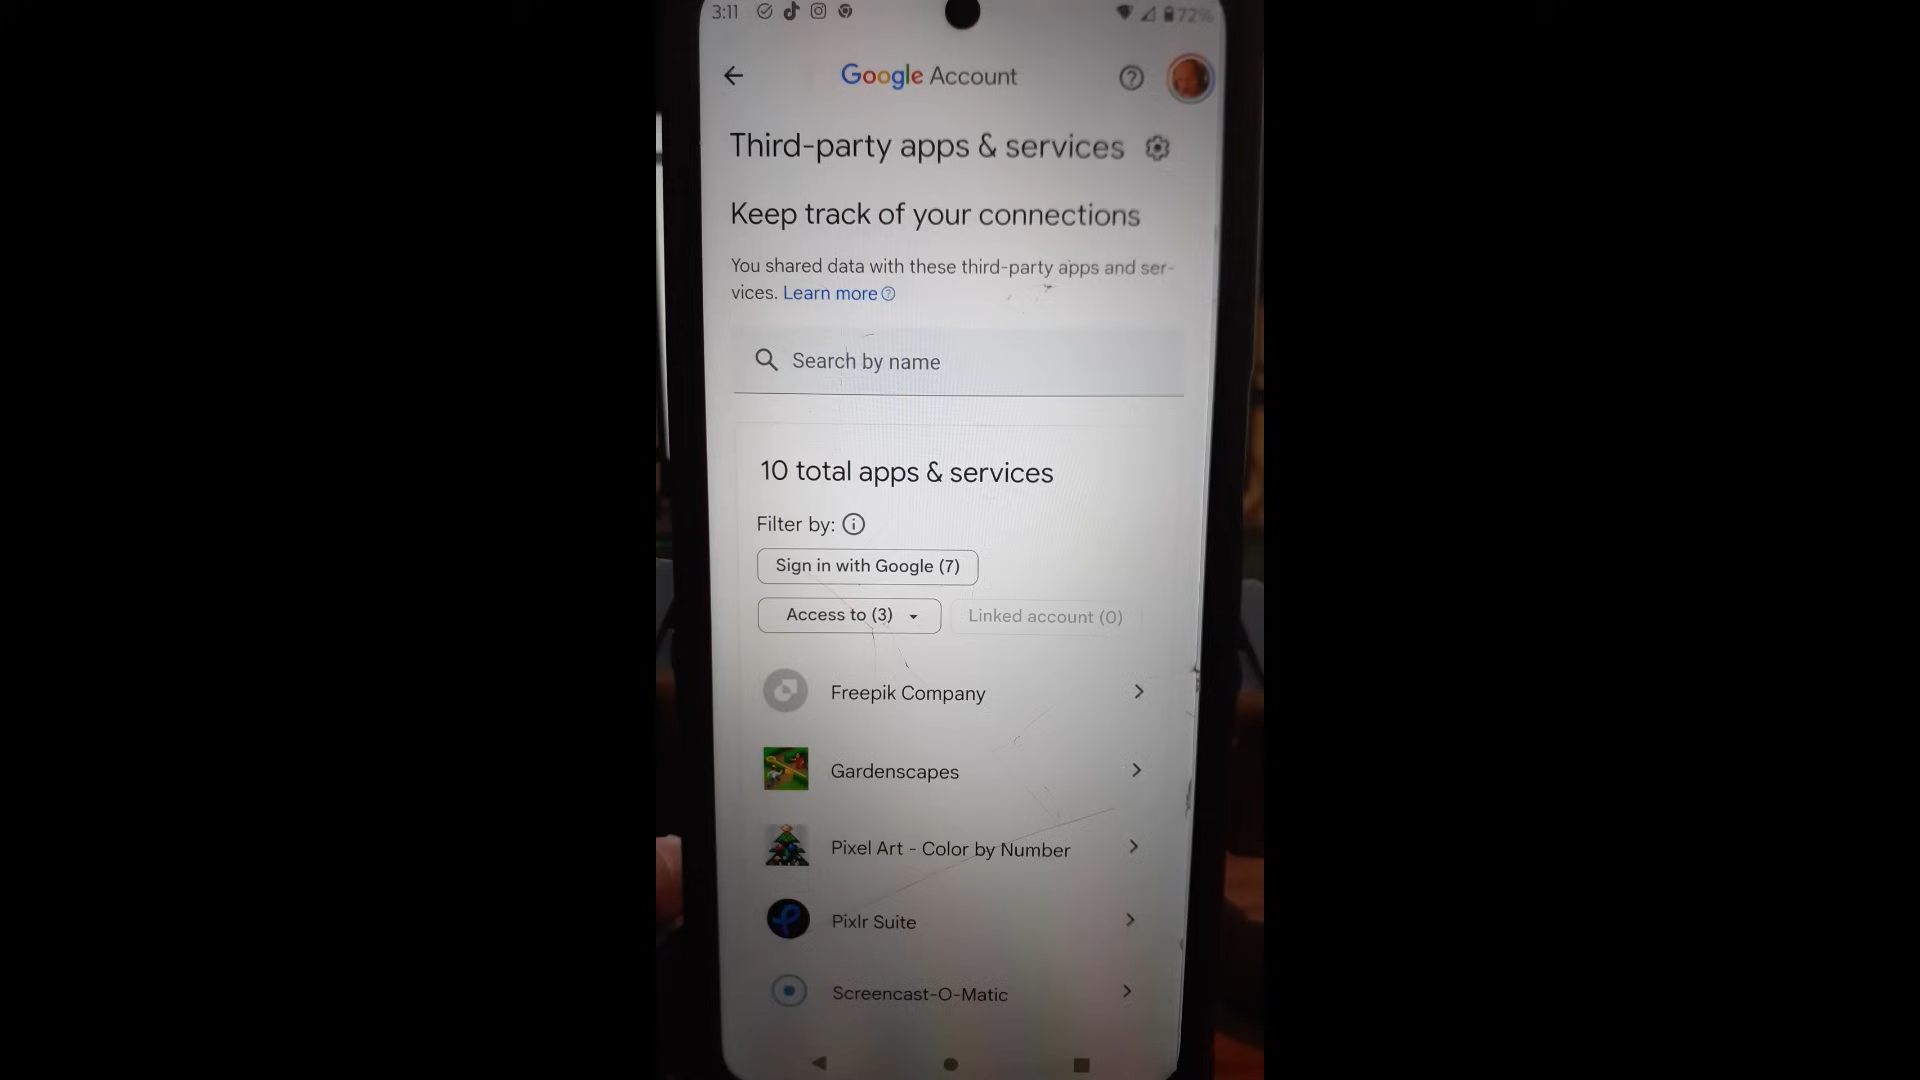 3:11 72%
Google Account
Third-party apps & services
Keep track of your connections
You shared data with these third-party apps and ser-
vices. Learn more
Search by name
10 total apps & services
Filter by:
Sign in with Google (7)
Access to (3) Linked account (0)
Freepik Company
Gardenscapes
Pixel Art - Color by Number
Pixlr Suite
Screencast-O-Matic